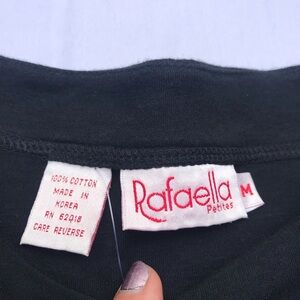 100% COTTON
MADE IN
KOREA
RN 62018
CARE REVERSE
Rafaella
Petites
M